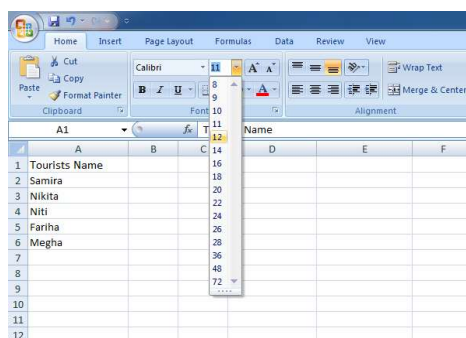 Home Insert Page Layout Formulas Data Review View
Cut
Copy
Format Painter
Paste
Calibri 11 A A
B I U A
Wrap Text
Merge & Center
Clipboard Font Alignment
A1 fx T Name
A B C D E F
1 Tourists Name
2 Samira
3 Nikita
4 Niti
5 Fariha
6 Megha
7
8
9
10
11
12
8
9
10
11
12
14
16
18
20
22
24
26
28
36
48
72